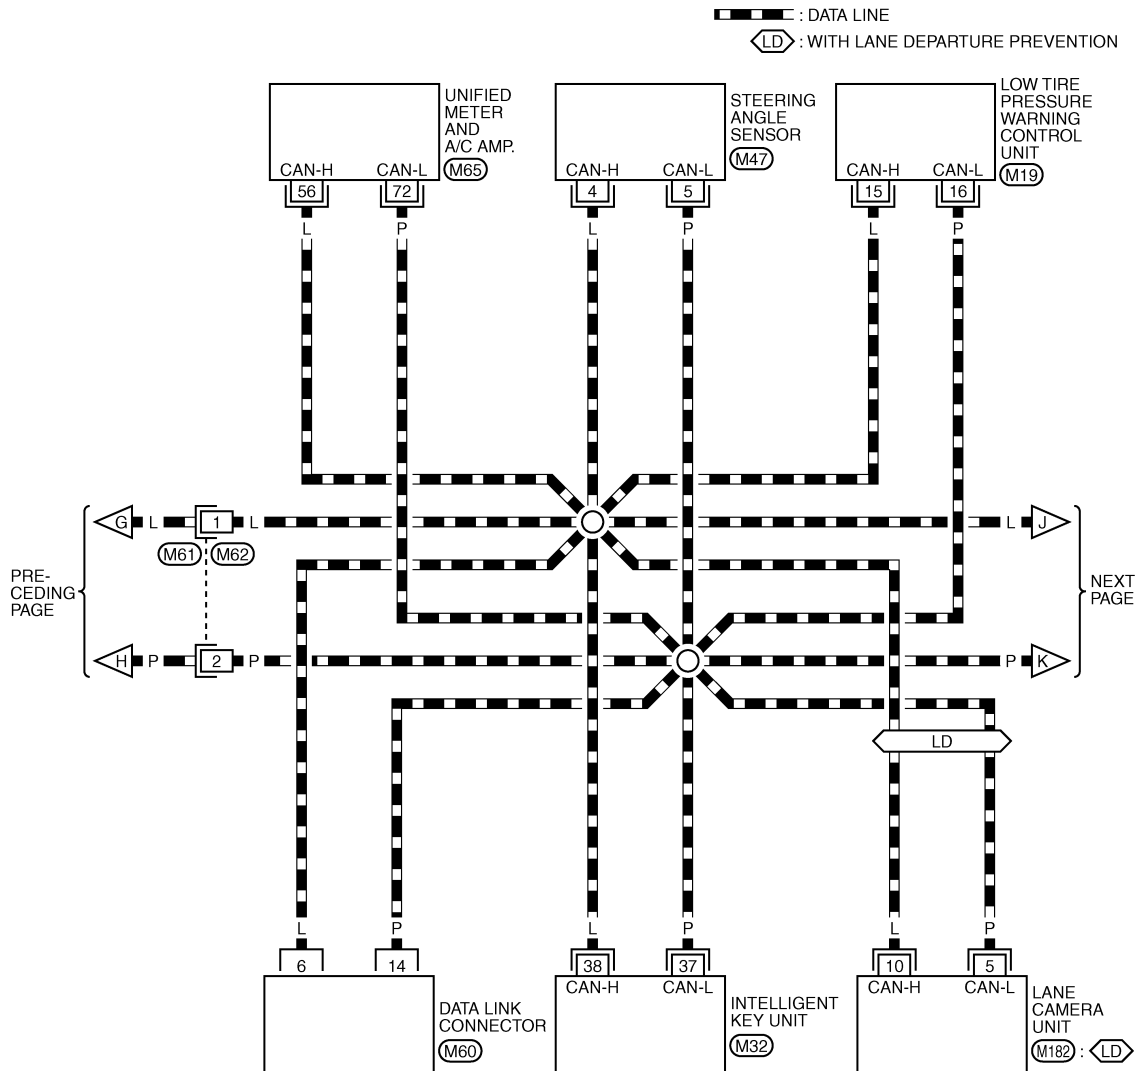 : DATA LINE
LD : WITH LANE DEPARTURE PREVENTION
UNIFIED
METER
AND
A/C AMP.
M65
CAN-H CAN-L
56 72
L P
STEERING
ANGLE
SENSOR
M47
4 5
L P
LOW TIRE
PRESSURE
WARNING
CONTROL
UNIT
M19
CAN-H CAN-L
15 16
L P
G L 1 L
L J
M61 M62
PRE-
CEDING
PAGE
NEXT
PAGE
H P 2 P
P K
LD
L P
6 14
DATA LINK
CONNECTOR
M60
L P
38 37
CAN-H CAN-L
INTELLIGENT
KEY UNIT
M32
L P
10 5
CAN-H CAN-L
LANE
CAMERA
UNIT
M182 : LD